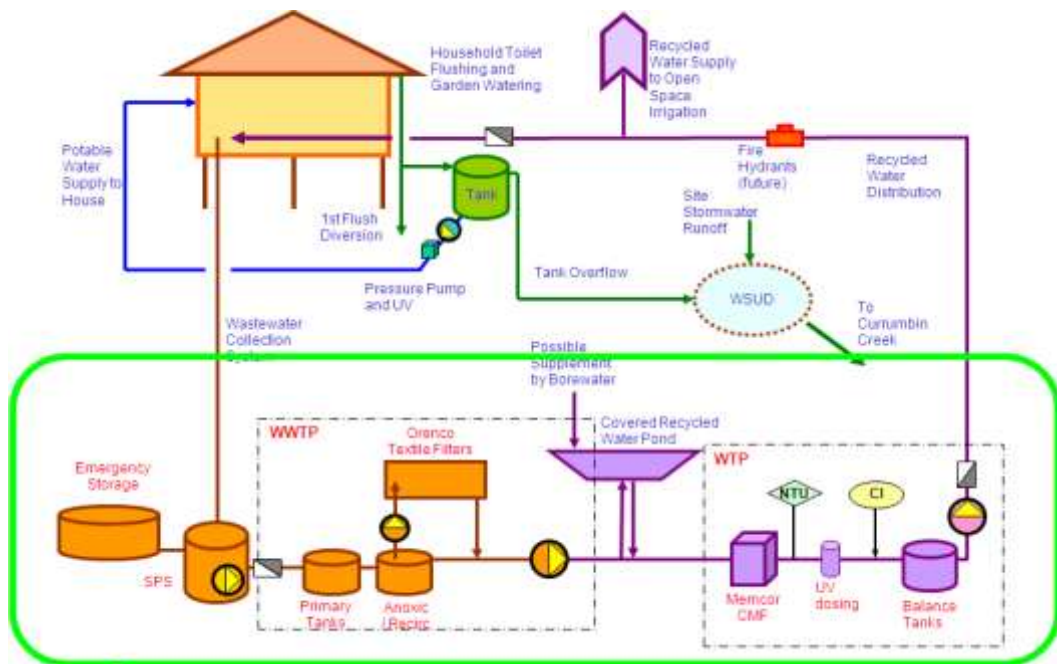 Household Toilet
Flushing and
Garden Watering
Recycled
Water Supply
to Open
Space
Irrigation
Potable
Water
Supply to
House
1st Flush
Diversion
Tank
Pressure Pump
and UV
Tank Overflow
Fire
Hydrants
(future)
Recycled
Water
Distribution
Site
Stormwater
Runoff
WSUD
To
Currumbin
Creek
Wastewater
Collection
System
Possible
Supplement
by Borewater
Covered Recycled
Water Pond
WWTP
Orenco
Textile Filters
Emergency
Storage
SPS
Primary
Tanks
Anoxic
/ Recirc
WTP
NTU
Cl
Memcor
CMF
UV
dosing
Balance
Tanks